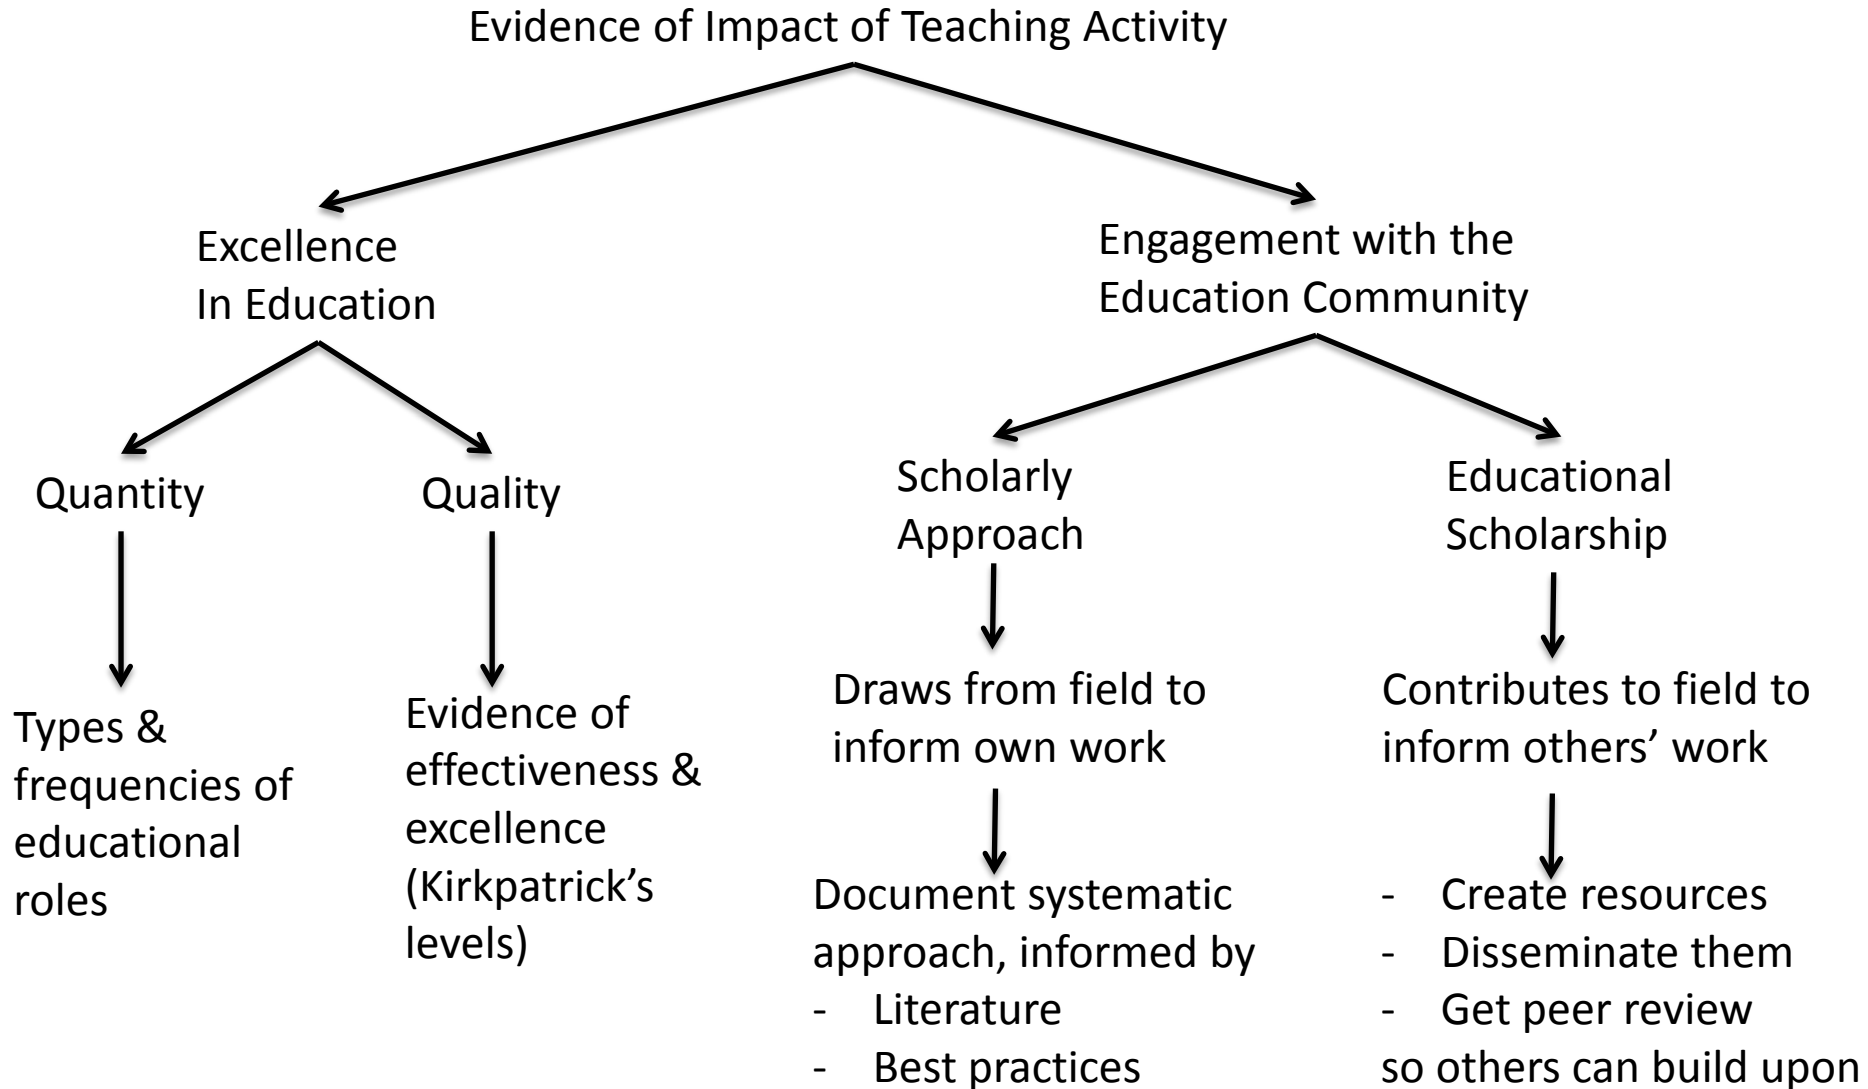 Evidence of Impact of Teaching Activity
Excellence
In Education
Engagement with the
Education Community
Quantity
Quality
Scholarly
Approach
Educational
Scholarship
Types &
frequencies of
educational
roles
Evidence of
effectiveness &
excellence
(Kirkpatrick’s
levels)
Draws from field to
inform own work
Contributes to field to
inform others’ work
Document systematic
approach, informed by
- Literature
- Best practices
- Create resources
- Disseminate them
- Get peer review
so others can build upon